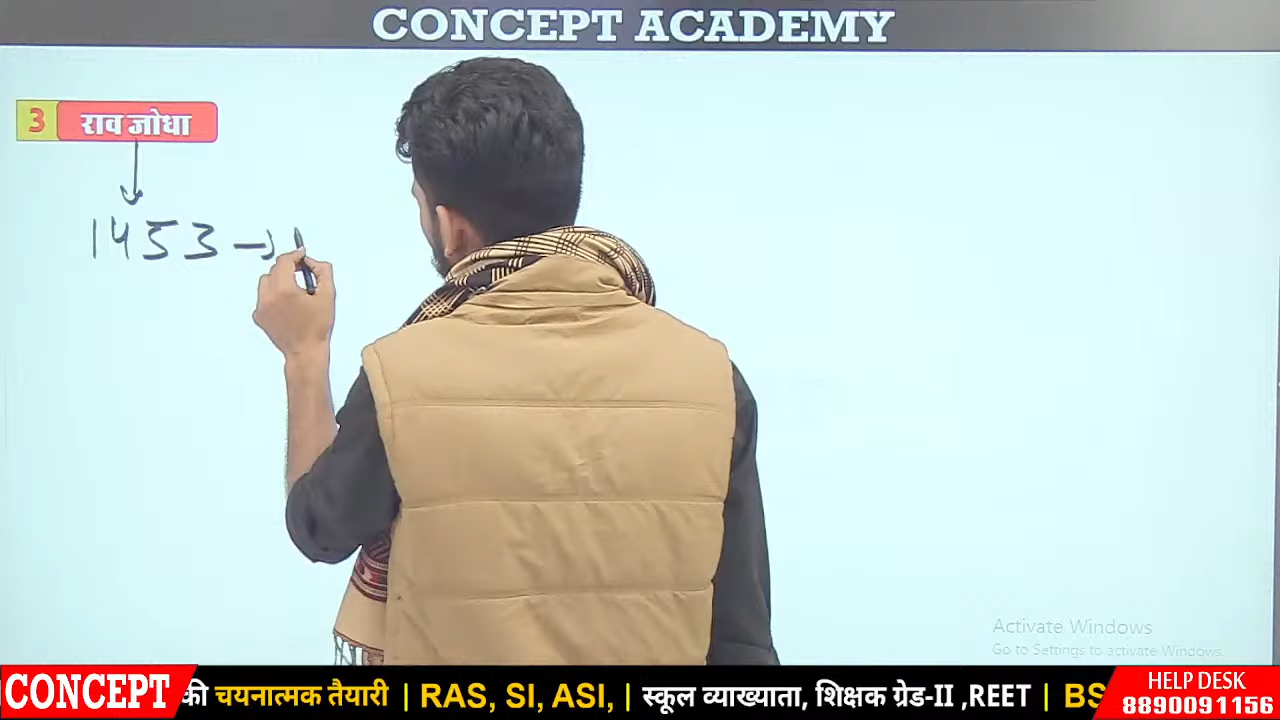 CONCEPT ACADEMY
3 राव जोधा
1453 →
Activate Windows
Go to Settings to activate Windows.
CONCEPT की चयनात्मक तैयारी | RAS, SI, ASI, | स्कूल व्याख्याता, शिक्षक ग्रेड-II ,REET | BS
HELP DESK
8890091156